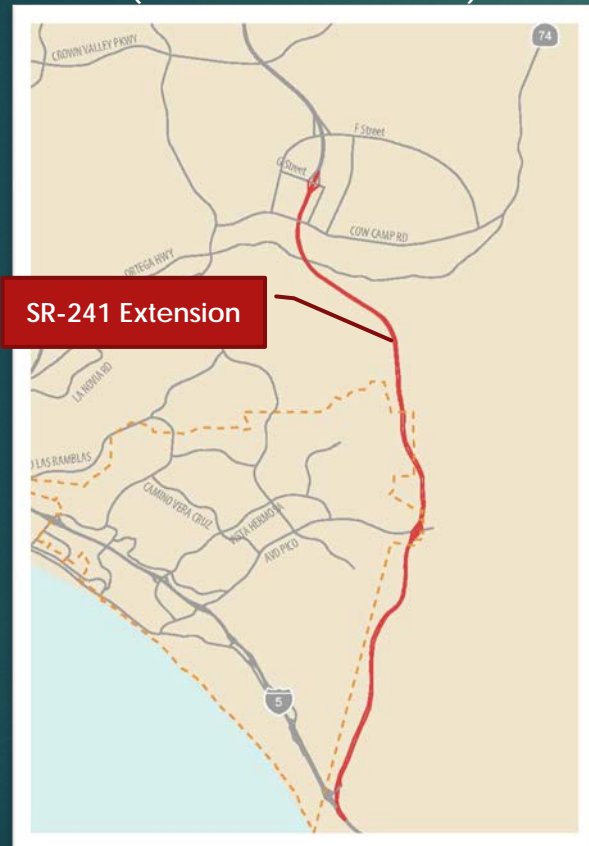 74
CROWN VALLEY PKWY
F Street
G Street
COW CAMP RD
ORTEGA HWY
SR-241 Extension
LA NOVIA RD
LAS RAMBLAS
CAMINO VERA CRUZ
VISTA HERMOSA
AVD PICO
5